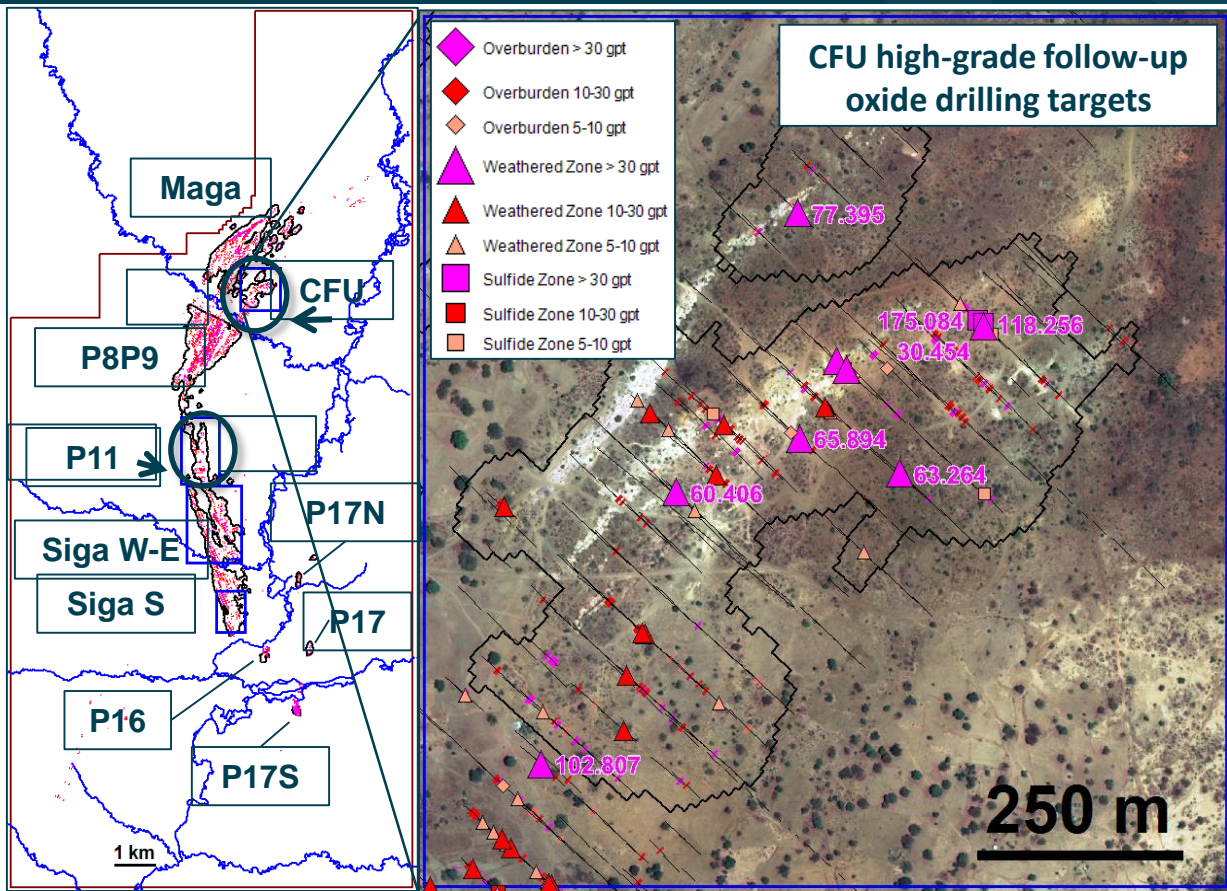 Maga
CFU
P8P9
P11
P17N
Siga W-E
Siga S
P17
P16
P17S
1 km
Overburden > 30 gpt
Overburden 10-30 gpt
Overburden 5-10 gpt
Weathered Zone > 30 gpt
Weathered Zone 10-30 gpt
Weathered Zone 5-10 gpt
Sulfide Zone > 30 gpt
Sulfide Zone 10-30 gpt
Sulfide Zone 5-10 gpt
CFU high-grade follow-up
oxide drilling targets
77.395
175.084
118.256
30.454
65.894
63.264
60.406
102.807
250 m